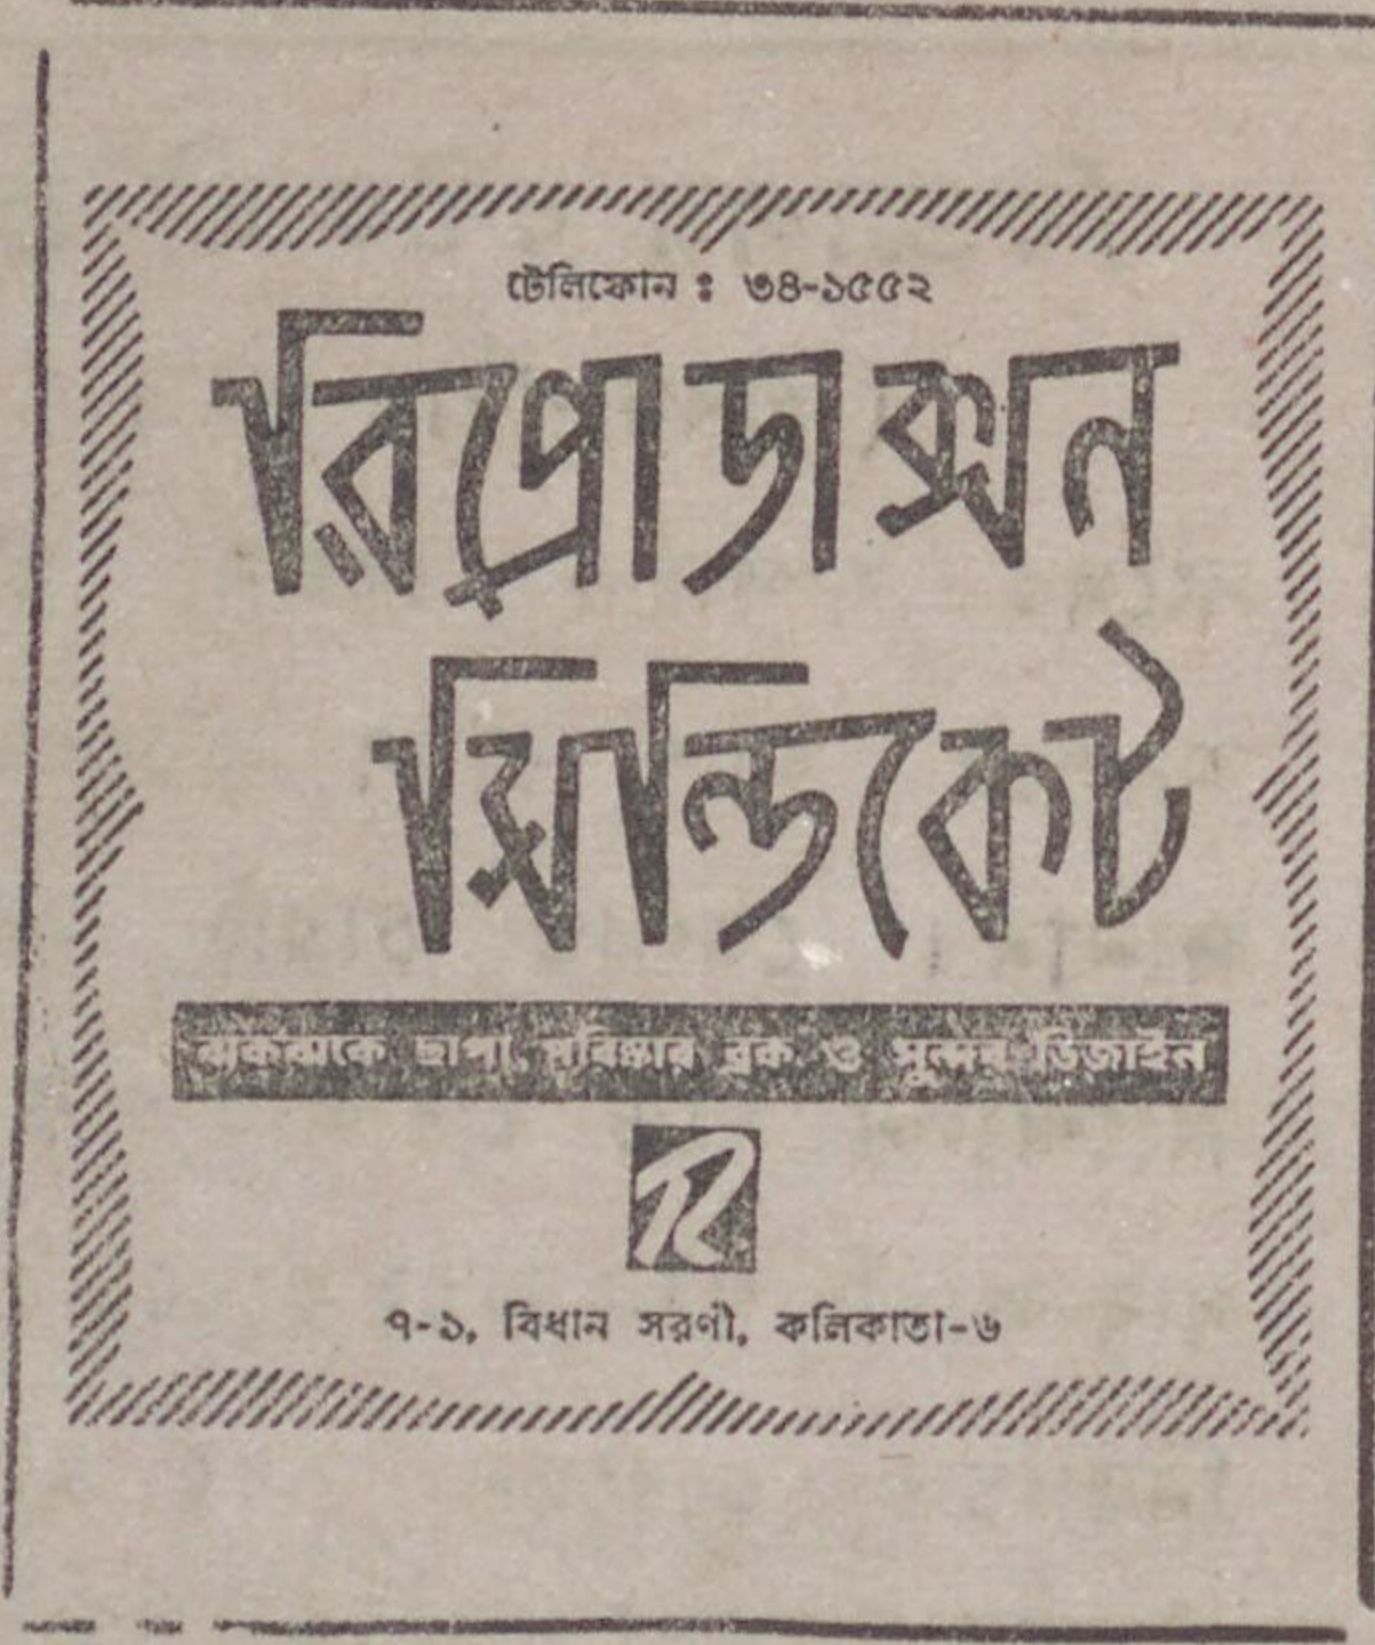 টেলিফোন : ৩৪-১৫৫২
রিপ্রোডাক্সন
সিন্ডিকেট
ঝকঝকে ছাপা, পরিষ্কার ব্লক ও সুন্দর ডিজাইন
R
৭-১, বিধান সরণী, কলিকাতা-৬